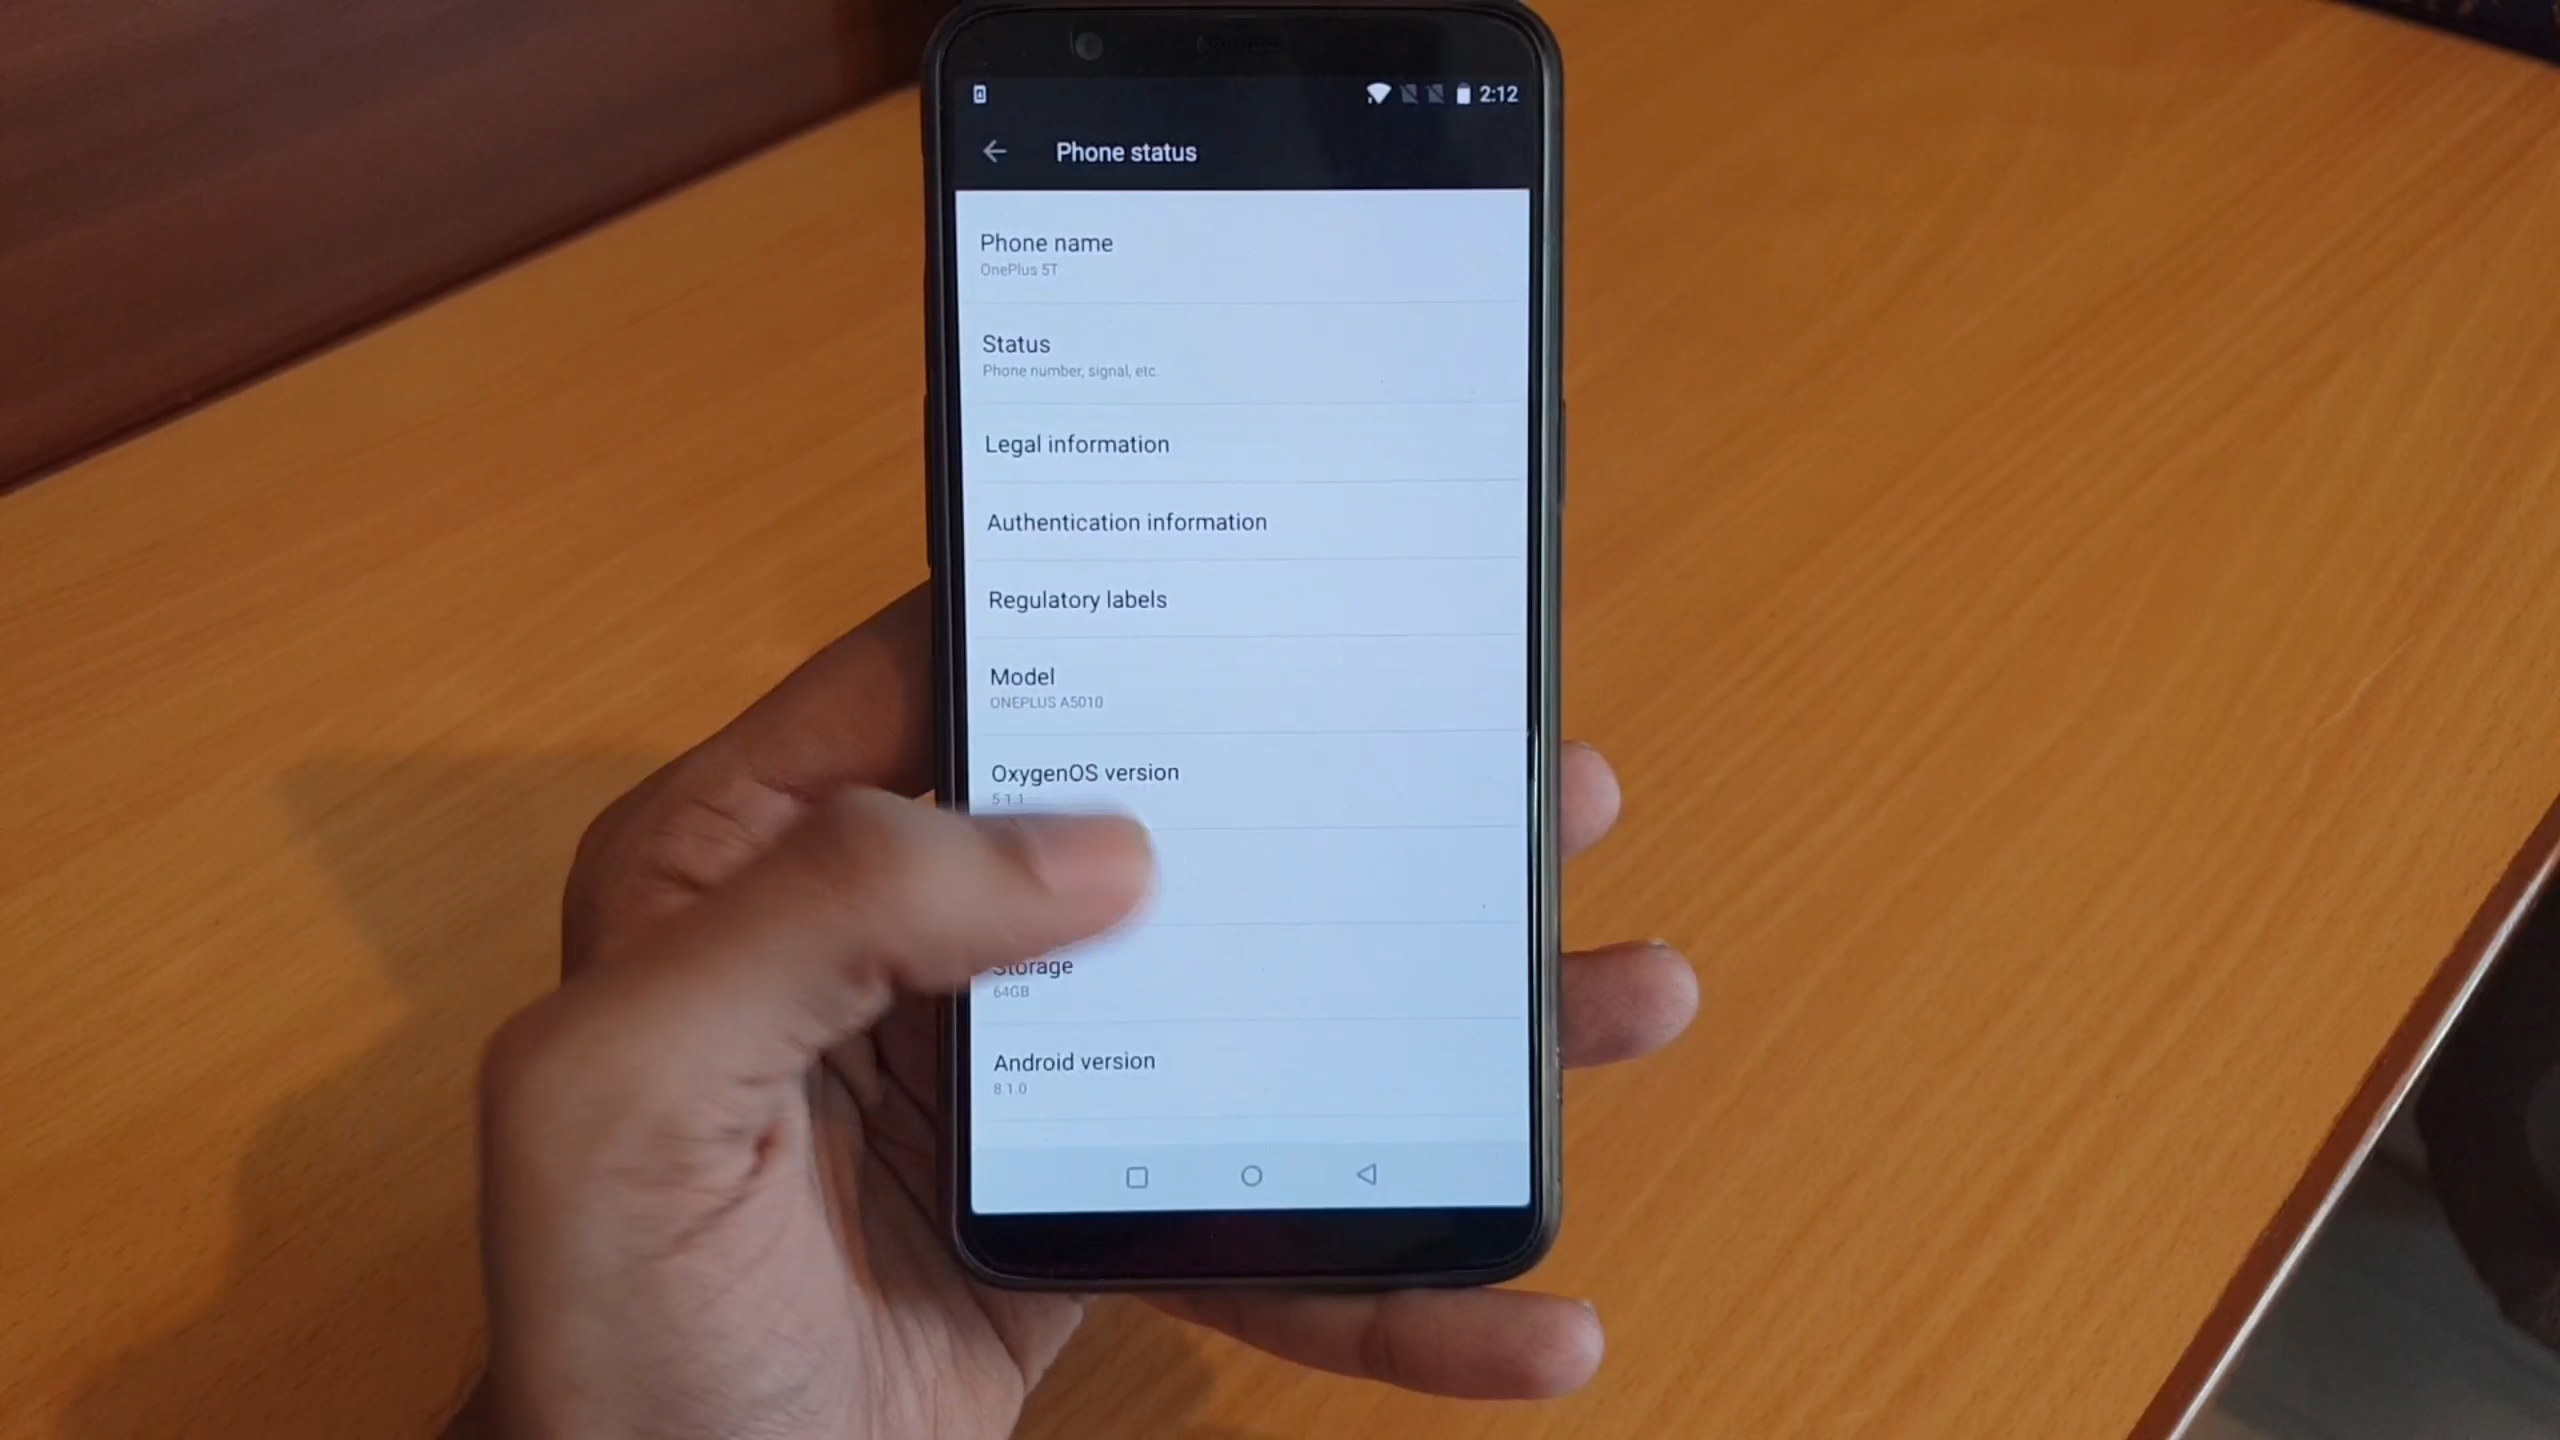 2:12
Phone status
Phone name
OnePlus 5T
Status
Phone number, signal, etc.
Legal information
Authentication information
Regulatory labels
Model
ONEPLUS A5010
OxygenOS version
5.1.1
Storage
64GB
Android version
8.1.0